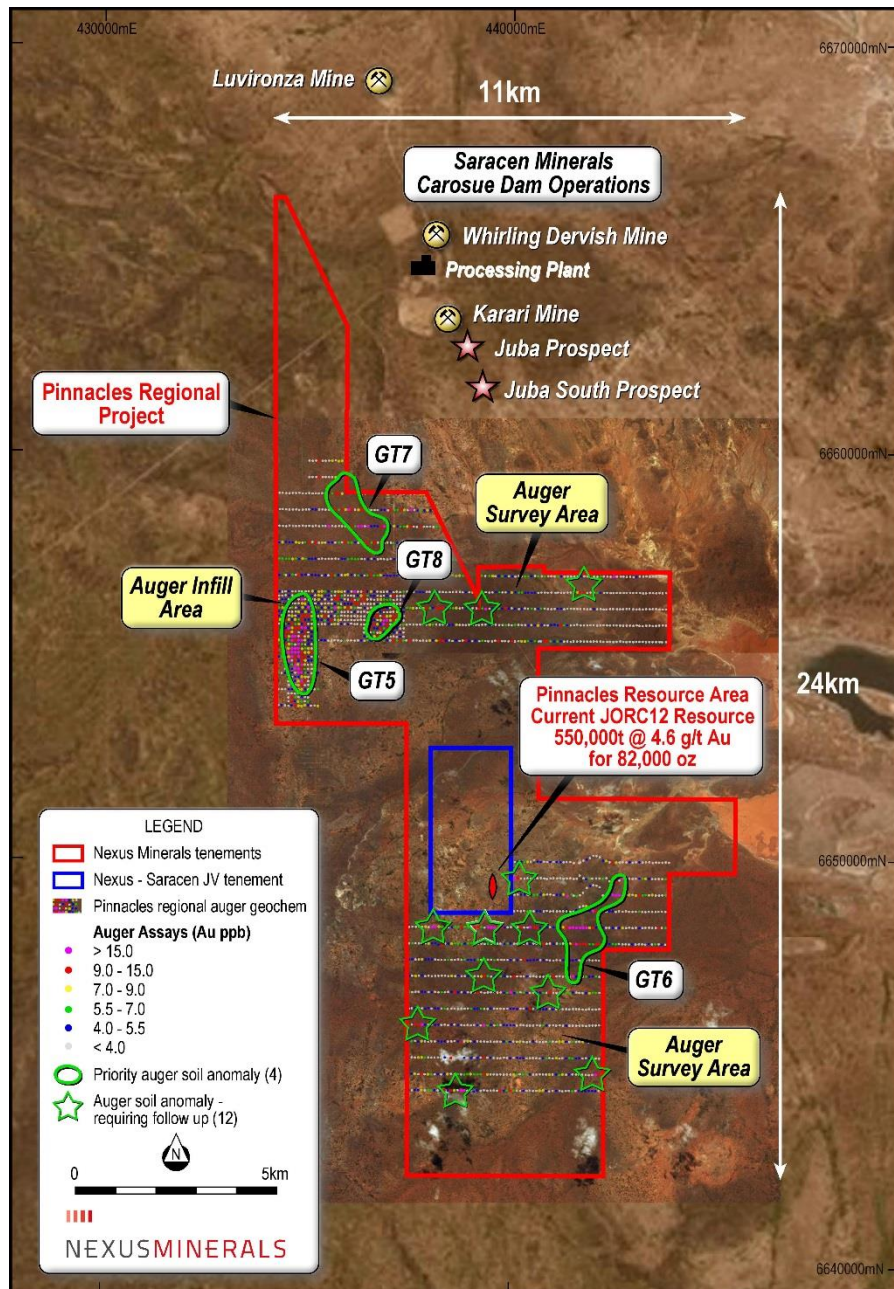 430000mE
440000mE
6670000mN
Luvironza Mine
11km
Saracen Minerals
Carosue Dam Operations
Whirling Dervish Mine
Processing Plant
Karari Mine
Juba Prospect
Juba South Prospect
Pinnacles Regional
Project
6660000mN
GT7
Auger
Survey Area
GT8
Auger Infill
Area
GT5
24km
Pinnacles Resource Area
Current JORC12 Resource
550,000t @ 4.6 g/t Au
for 82,000 oz
6650000mN
GT6
Auger
Survey Area
LEGEND
Nexus Minerals tenements
Nexus - Saracen JV tenement
Pinnacles regional auger geochem
Auger Assays (Au ppb)
> 15.0
9.0 - 15.0
7.0 - 9.0
5.5 - 7.0
4.0 - 5.5
< 4.0
Priority auger soil anomaly (4)
Auger soil anomaly -
requiring follow up (12)
N
0 5km
NEXUSMINERALS
6640000mN